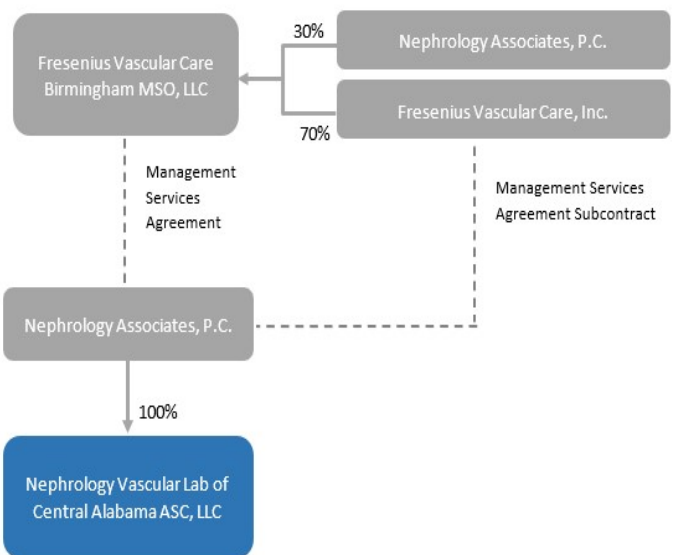 30%
Nephrology Associates, P.C.
Fresenius Vascular Care
Birmingham MSO, LLC
Fresenius Vascular Care, Inc.
70%
Management
Services
Agreement
Management Services
Agreement Subcontract
Nephrology Associates, P.C.
100%
Nephrology Vascular Lab of
Central Alabama ASC, LLC